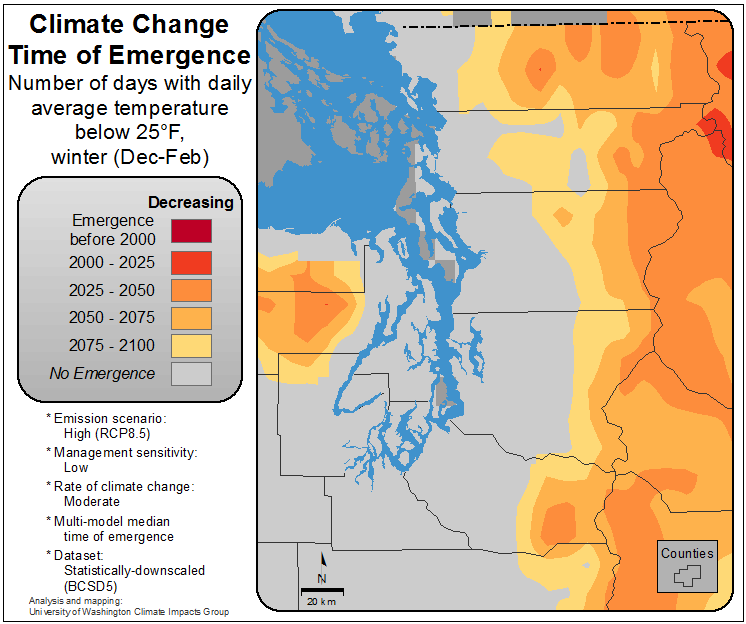 Climate Change
Time of Emergence
Number of days with daily
average temperature
below 25°F,
winter (Dec-Feb)
Decreasing
Emergence
before 2000
2000 - 2025
2025 - 2050
2050 - 2075
2075 - 2100
No Emergence
* Emission scenario:
High (RCP8.5)
* Management sensitivity:
Low
* Rate of climate change:
Moderate
* Multi-model median
time of emergence
* Dataset:
Statistically-downscaled
(BCSD5)
Analysis and mapping:
University of Washington Climate Impacts Group
N
20 km
Counties